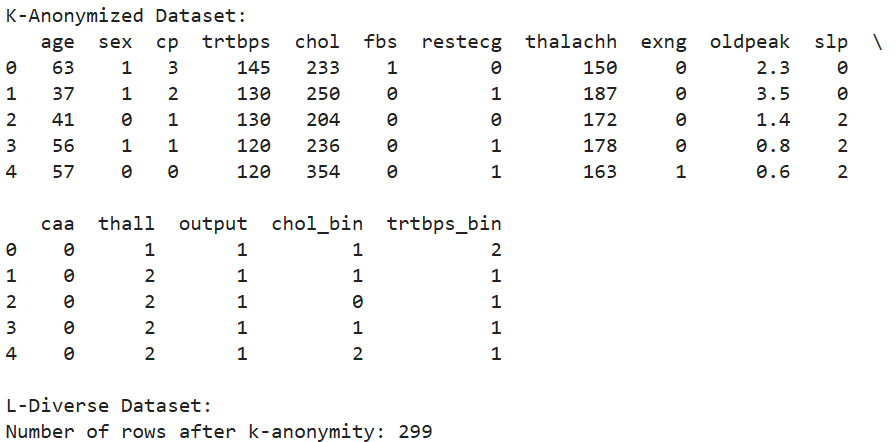 K-Anonymized Dataset:
   age  sex  cp  trtbps  chol  fbs  restecg  thalachh  exng  oldpeak  slp  \
0   63    1   3     145   233    1        0       150     0      2.3    0
1   37    1   2     130   250    0        1       187     0      3.5    0
2   41    0   1     130   204    0        0       172     0      1.4    2
3   56    1   1     120   236    0        1       178     0      0.8    2
4   57    0   0     120   354    0        1       163     1      0.6    2

   caa  thall  output  chol_bin  trtbps_bin
0    0      1       1         1           2
1    0      2       1         1           1
2    0      2       1         0           1
3    0      2       1         1           1
4    0      2       1         2           1

L-Diverse Dataset:
Number of rows after k-anonymity: 299